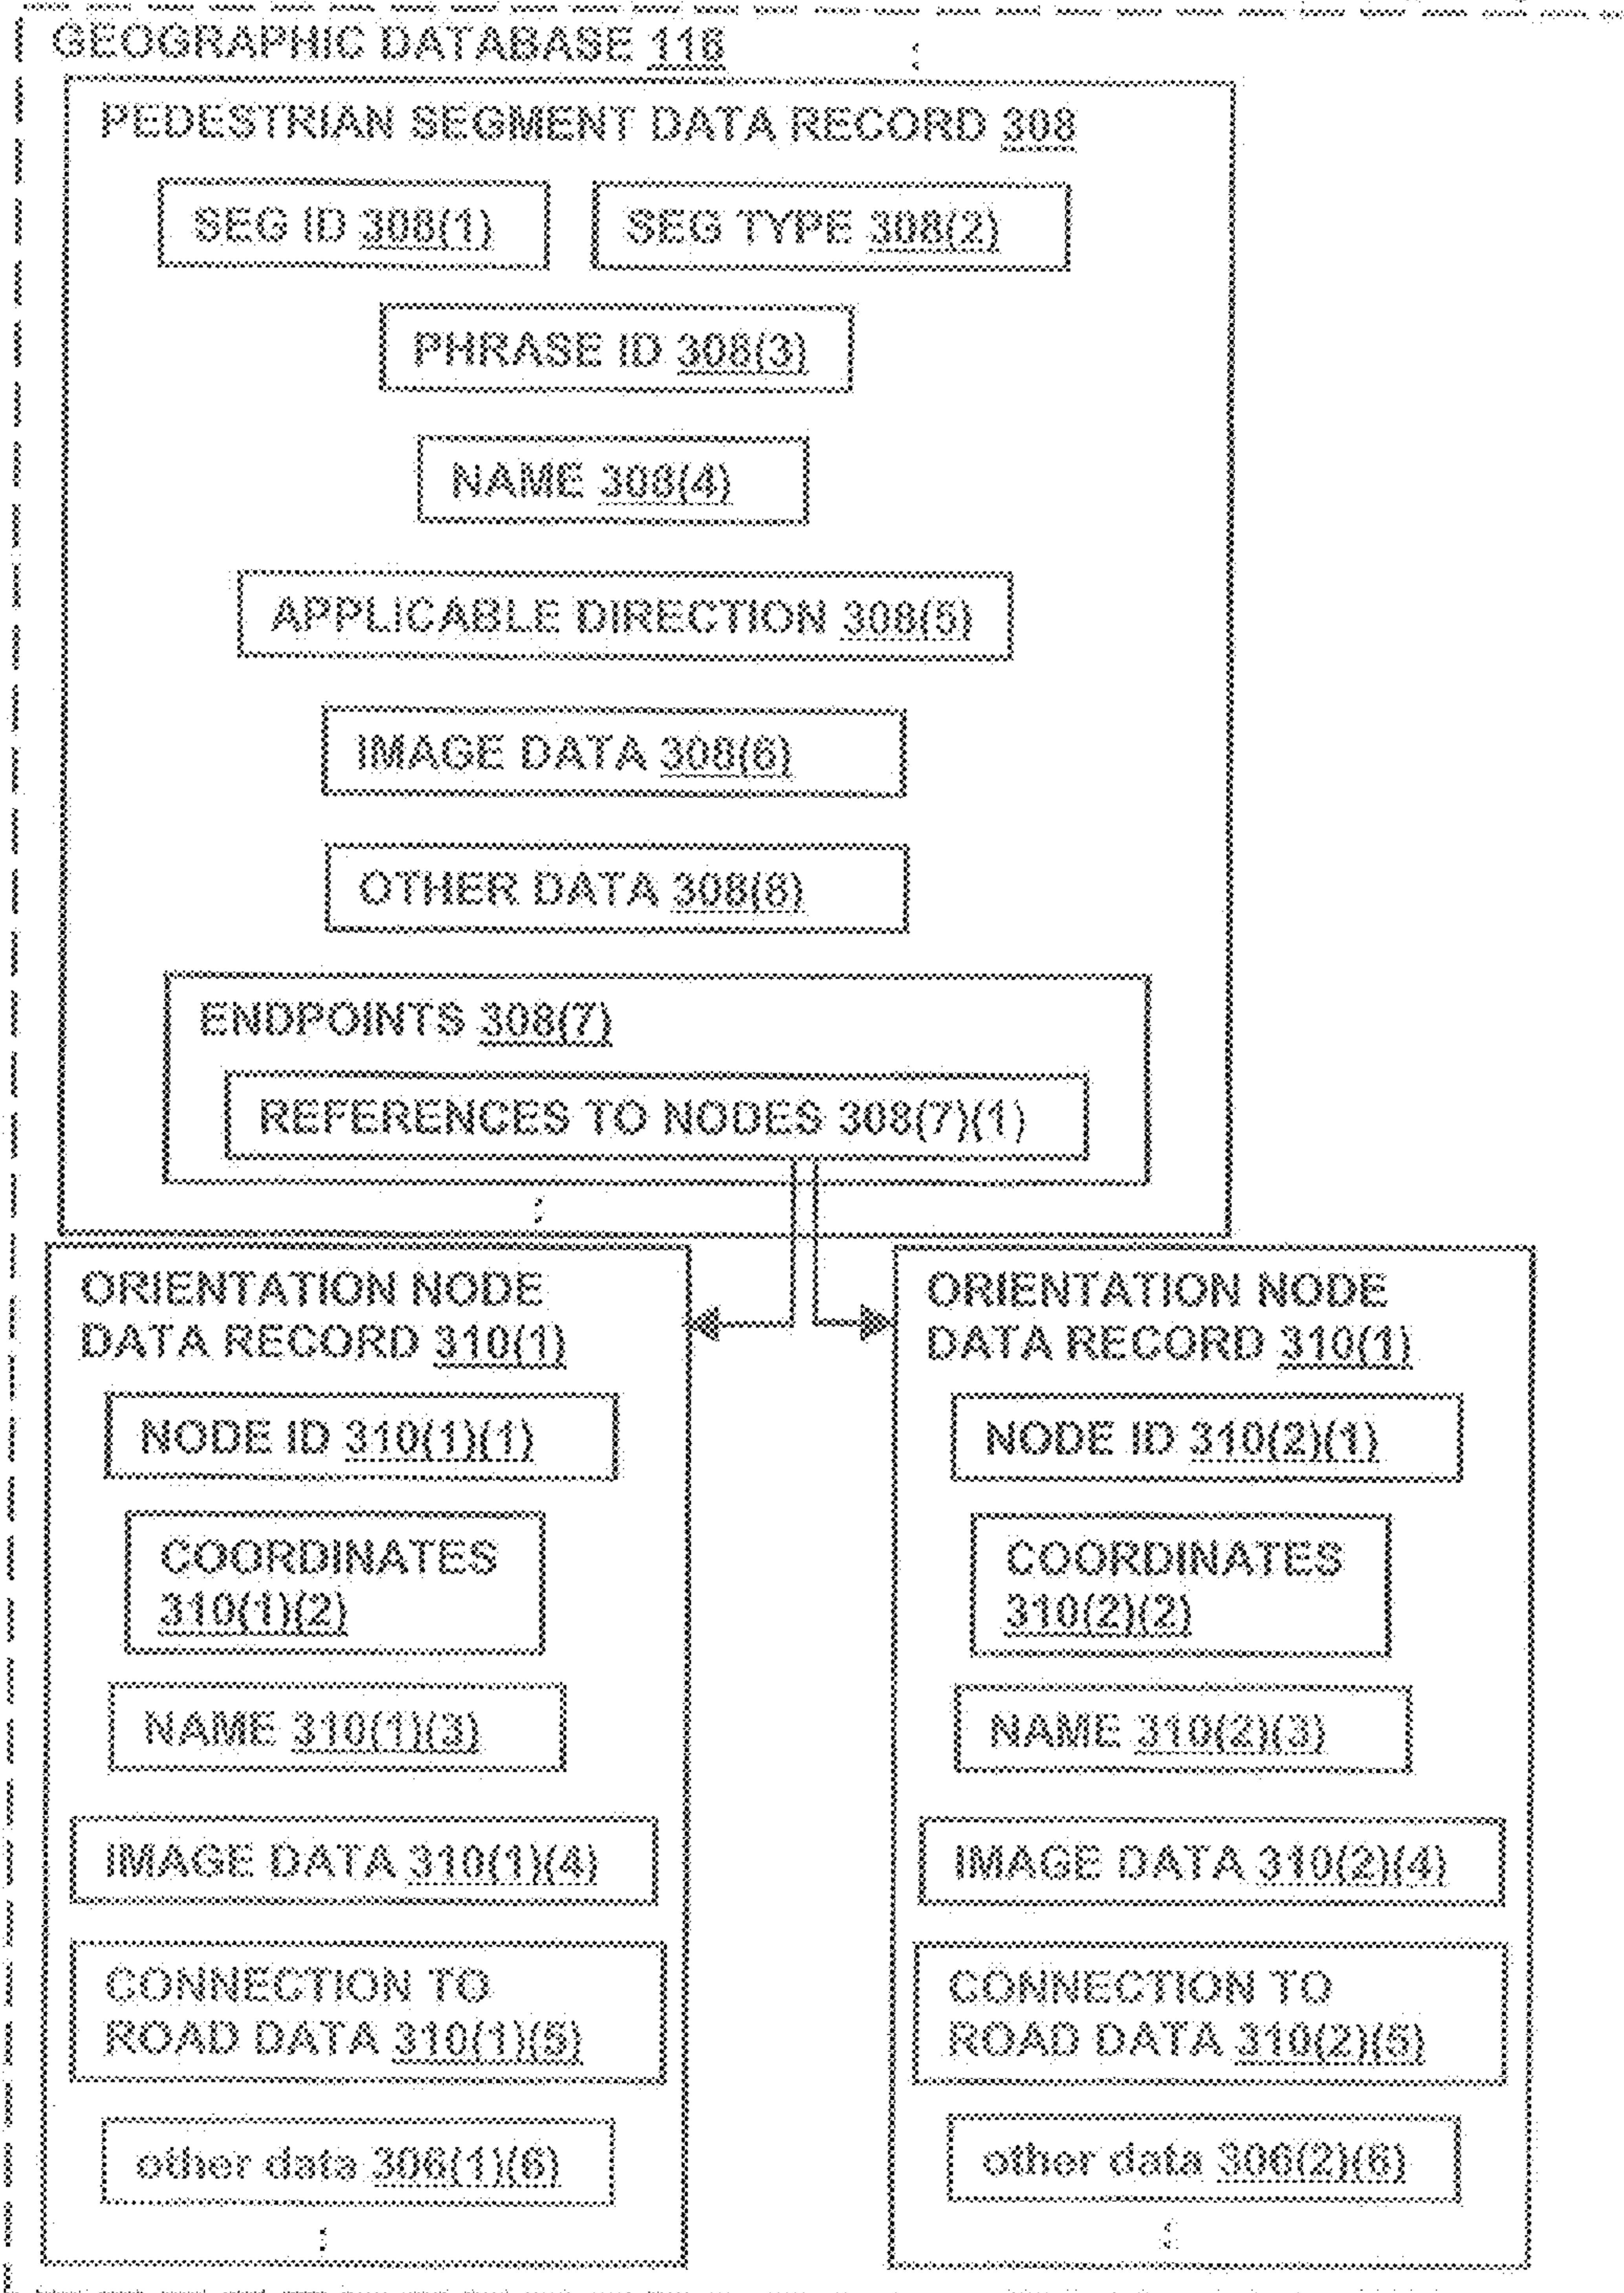 GEOGRAPHIC DATABASE 116
PEDESTRIAN SEGMENT DATA RECORD 308
SEG ID 308(1)
SEG TYPE 308(2)
PHRASE ID 308(3)
NAME 308(4)
APPLICABLE DIRECTION 308(5)
IMAGE DATA 308(6)
OTHER DATA 308(8)
ENDPOINTS 308(7)
REFERENCES TO NODES 308(7)(1)
ORIENTATION NODE
DATA RECORD 310(1)
NODE ID 310(1)(1)
COORDINATES
310(1)(2)
NAME 310(1)(3)
IMAGE DATA 310(1)(4)
CONNECTION TO
ROAD DATA 310(1)(5)
other data 306(1)(6)
ORIENTATION NODE
DATA RECORD 310(1)
NODE ID 310(2)(1)
COORDINATES
310(2)(2)
NAME 310(2)(3)
IMAGE DATA 310(2)(4)
CONNECTION TO
ROAD DATA 310(2)(5)
other data 306(2)(6)